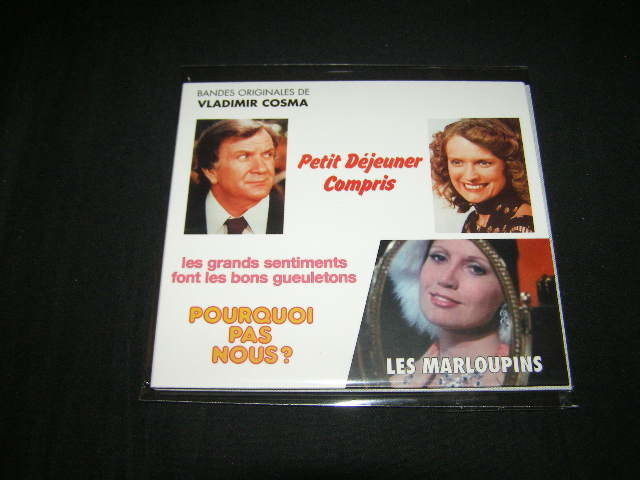 BANDES ORIGINALES DE
VLADIMIR COSMA
Petit Déjeuner
Compris
les grands sentiments
font les bons gueuletons
POURQUOI
PAS
NOUS?
LES MARLOUPINS